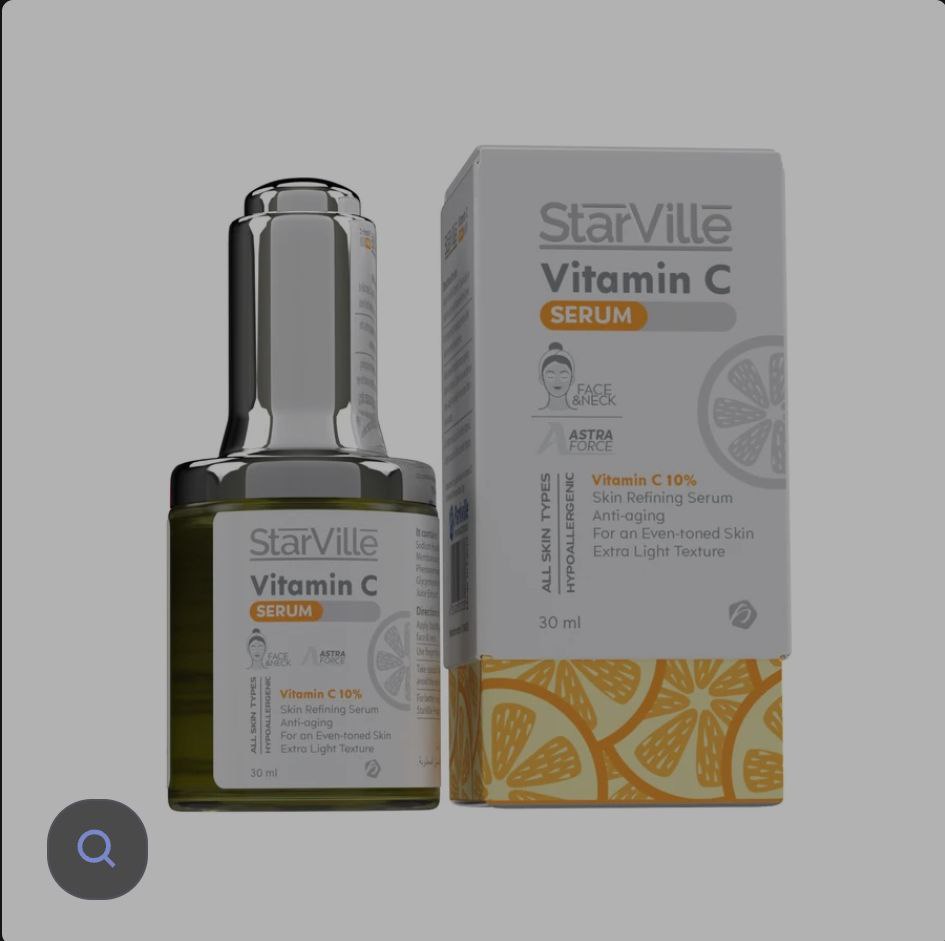 StarVille
Vitamin C
SERUM
FACE
&NECK
ASTRA
FORCE
ALL SKIN TYPES
HYPOALLERGENIC
Vitamin C 10%
Skin Refining Serum
Anti-aging
For an Even-toned Skin
Extra Light Texture
30 ml
StarVille
Vitamin C
SERUM
FACE
&NECK
ASTRA
FORCE
ALL SKIN TYPES
HYPOALLERGENIC
Vitamin C 10%
Skin Refining Serum
Anti-aging
For an Even-toned Skin
Extra Light Texture
30 ml